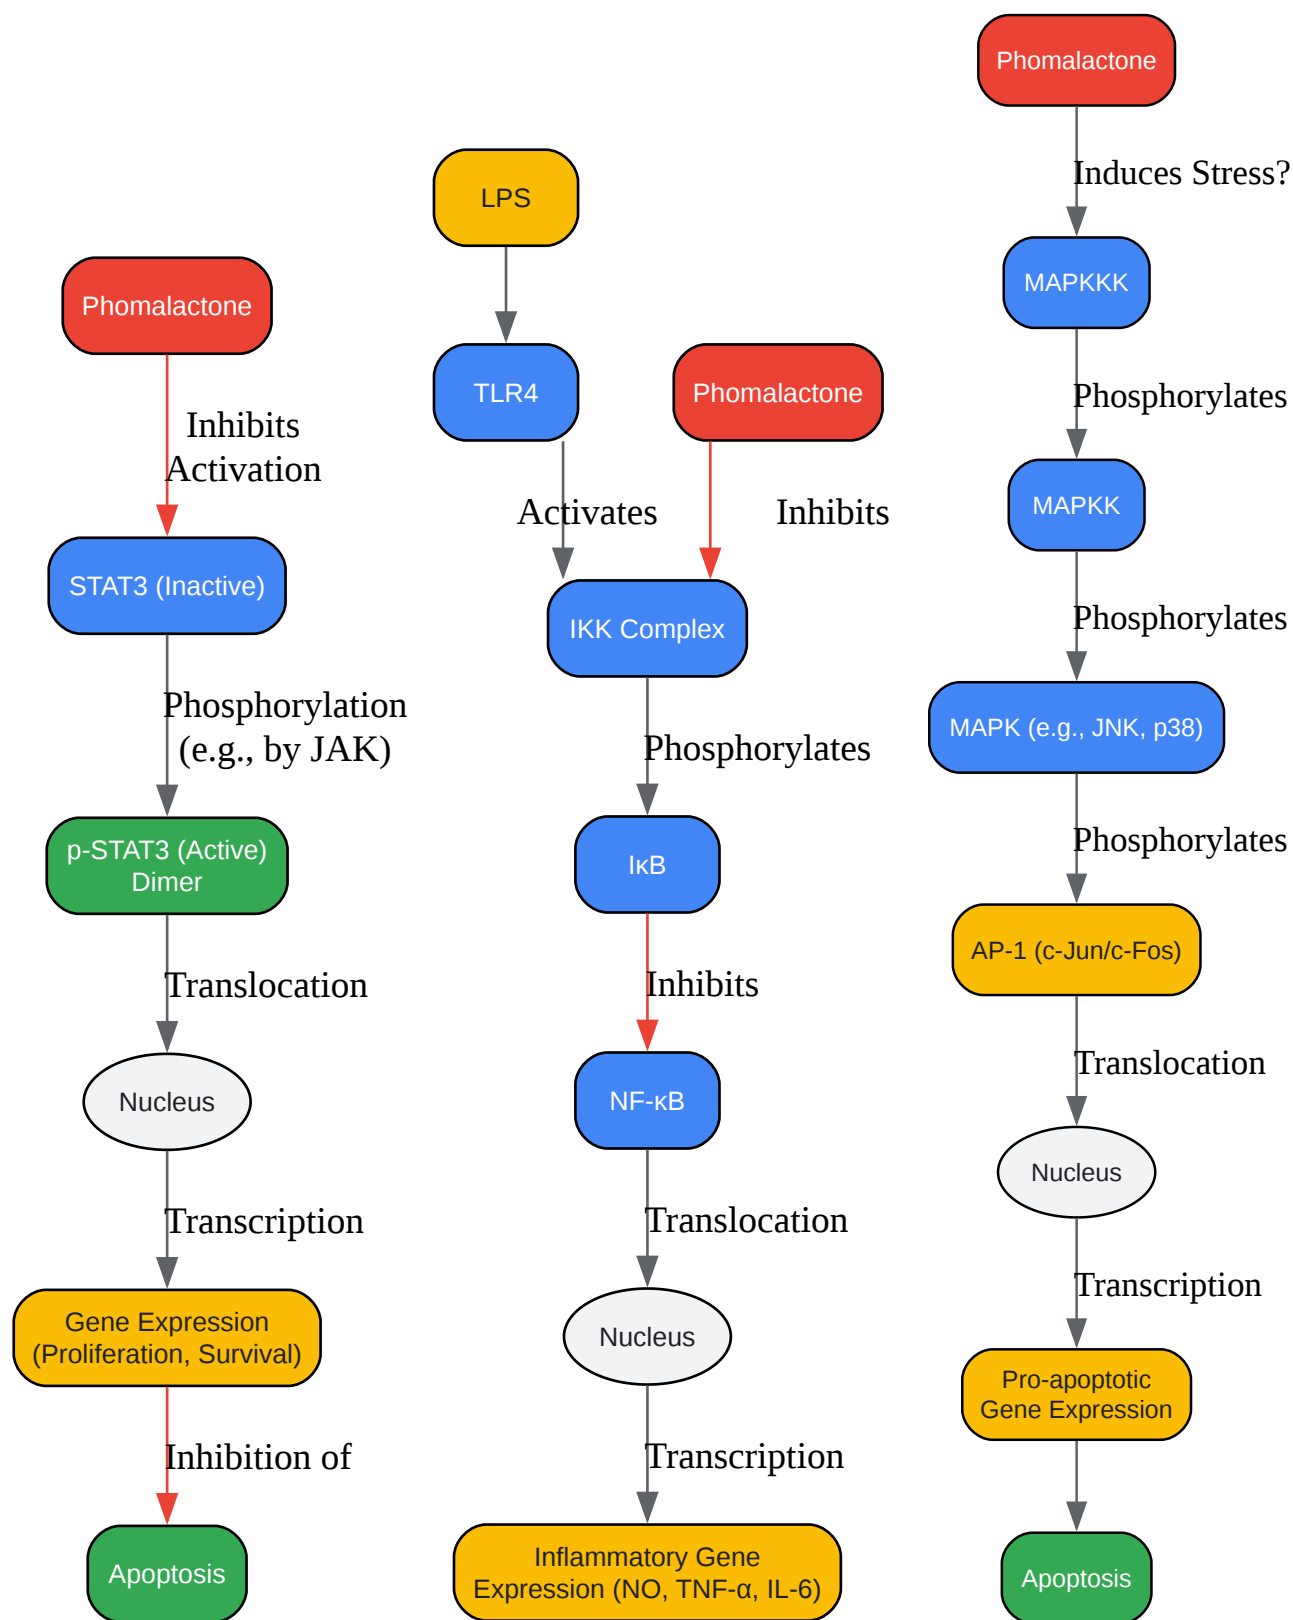 Phomalactone
Inhibits
Activation
STAT3 (Inactive)
Phosphorylation
(e.g., by JAK)
p-STAT3 (Active)
Dimer
Translocation
Nucleus
Transcription
Gene Expression
(Proliferation, Survival)
Inhibition of
Apoptosis
LPS
TLR4
Phomalactone
Activates
Inhibits
IKK Complex
Phosphorylates
IκB
Inhibits
NF-κB
Translocation
Nucleus
Transcription
Inflammatory Gene
Expression (NO, TNF-α, IL-6)
Phomalactone
Induces Stress?
MAPKKK
Phosphorylates
MAPKK
Phosphorylates
MAPK (e.g., JNK, p38)
Phosphorylates
AP-1 (c-Jun/c-Fos)
Translocation
Nucleus
Transcription
Pro-apoptotic
Gene Expression
Apoptosis